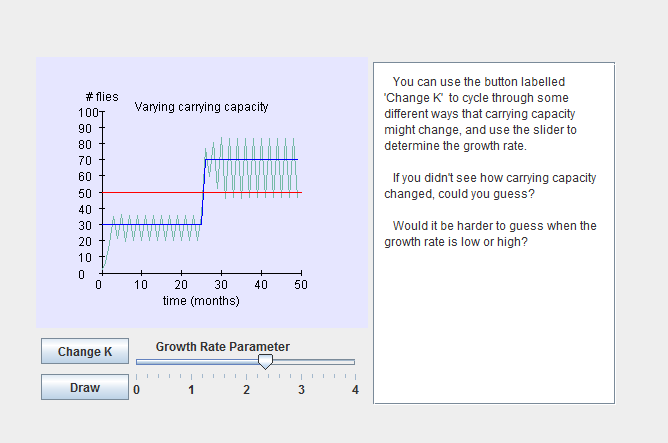 # flies
Varying carrying capacity
100
90
80
70
60
50
40
30
20
10
0
0 10 20 30 40 50
time (months)
You can use the button labelled
'Change K' to cycle through some
different ways that carrying capacity
might change, and use the slider to
determine the growth rate.
If you didn't see how carrying capacity
changed, could you guess?
Would it be harder to guess when the
growth rate is low or high?
Change K
Growth Rate Parameter
Draw
0 1 2 3 4